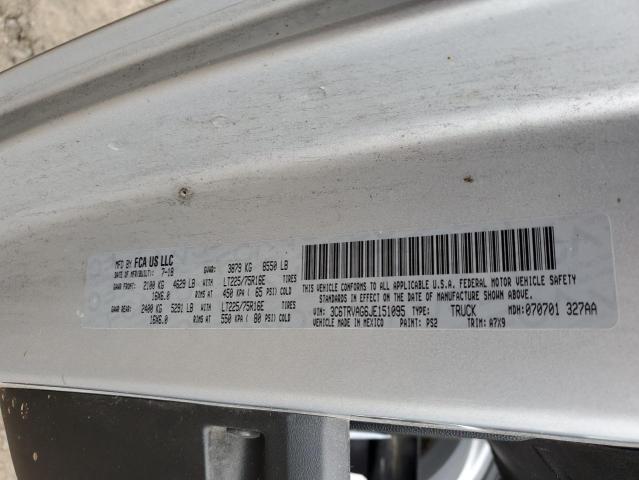 MFD BY FCA US LLC
DATE OF MFR/BUILT: 7-18 GVWR: 3879 KG 8550 LB
GAWR FRONT: 2100 KG 4629 LB LT225/75R16E TIRES
16X6.0 RIMS AT 450 KPA ( 65 PSI) COLD
GAWR REAR: 2400 KG 5291 LB LT225/75R16E TIRES
16X6.0 RIMS AT 550 KPA ( 80 PSI) COLD
THIS VEHICLE CONFORMS TO ALL APPLICABLE U.S.A. FEDERAL MOTOR VEHICLE SAFETY
STANDARDS IN EFFECT ON THE DATE OF MANUFACTURE SHOWN ABOVE.
VIN: 3C6TRVAG6JE151095 TYPE: TRUCK MDH: 070701 327AA
MADE IN MEXICO PAINT: PS2 TRIM: A7X9